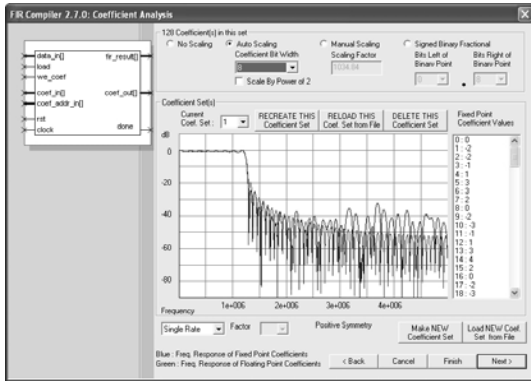 FIR Compiler 2.7.0: Coefficient Analysis
data_in[]
fir_result[]
load
we_coef
coef_in[]
coef_out[]
coef_addr_in[]
rst
clock
done
128 Coefficient(s) in this set
No Scaling
Auto Scaling
Manual Scaling
Signed Binary Fractional
Coefficient Bit Width
Scaling Factor
Bits Left of Binary Point
Bits Right of Binary Point
8
1034.84
0
.
8
Scale By Power of 2
Coefficient Set(s)
Current Coef. Set :
1
RECREATE THIS Coefficient Set
RELOAD THIS Coef. Set from File
DELETE THIS Coefficient Set
Fixed Point Coefficient Values
dB
0
-20
-40
-60
-80
1e+006
2e+006
3e+006
4e+006
Frequency
0 : 0
1 : -2
2 : -2
3 : -1
4 : 1
5 : 3
6 : 3
7 : 2
8 : 0
9 : -2
10 : -3
11 : -1
12 : 1
13 : 3
14 : 4
15 : 2
16 : 0
17 : -2
18 : -3
Single Rate
Factor
Positive Symmetry
Make NEW Coefficient Set
Load NEW Coef. Set from File
Blue : Freq. Response of Fixed Point Coefficients
Green : Freq. Response of Floating Point Coefficients
< Back
Cancel
Finish
Next >